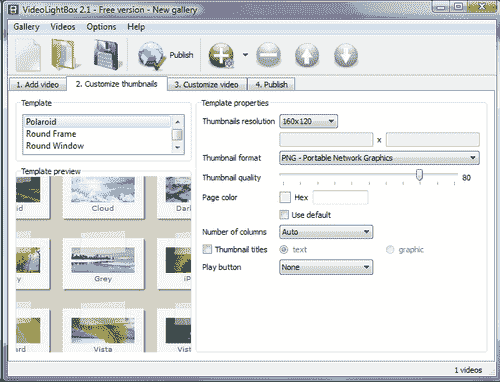 VideoLightBox 2.1 - Free version - New gallery
Gallery Videos Options Help
Publish
1. Add video 2. Customize thumbnails 3. Customize video 4. Publish
Template
Polaroid
Round Frame
Round Window
Template preview
Cloud
Grey
Vista
Template properties
Thumbnails resolution 160x120
x
Thumbnail format PNG - Portable Network Graphics
Thumbnail quality 80
Page color Hex
Use default
Number of columns Auto
Thumbnail titles text graphic
Play button None
1 videos